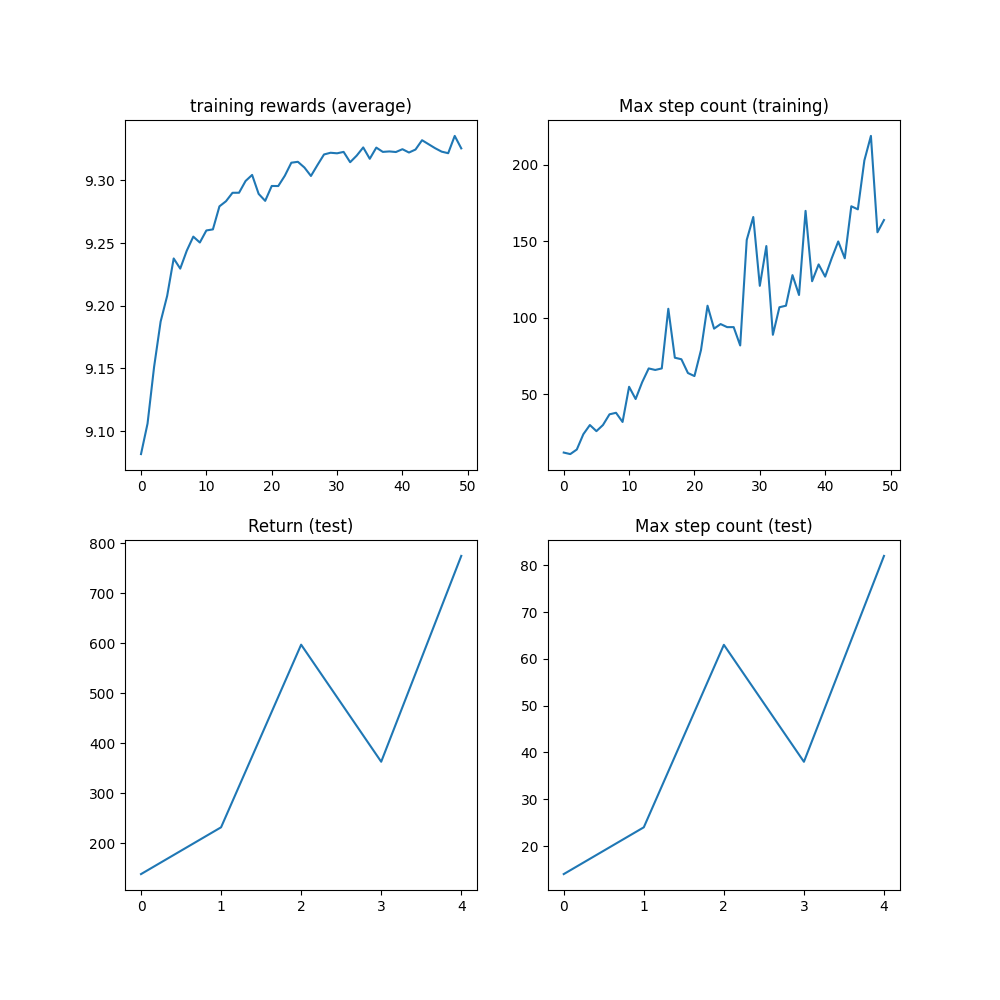 training rewards (average)
Max step count (training)
9.30
9.25
9.20
9.15
9.10
0 10 20 30 40 50
200
150
100
50
0 10 20 30 40 50
Return (test)
Max step count (test)
800
700
600
500
400
300
200
0 1 2 3 4
80
70
60
50
40
30
20
0 1 2 3 4